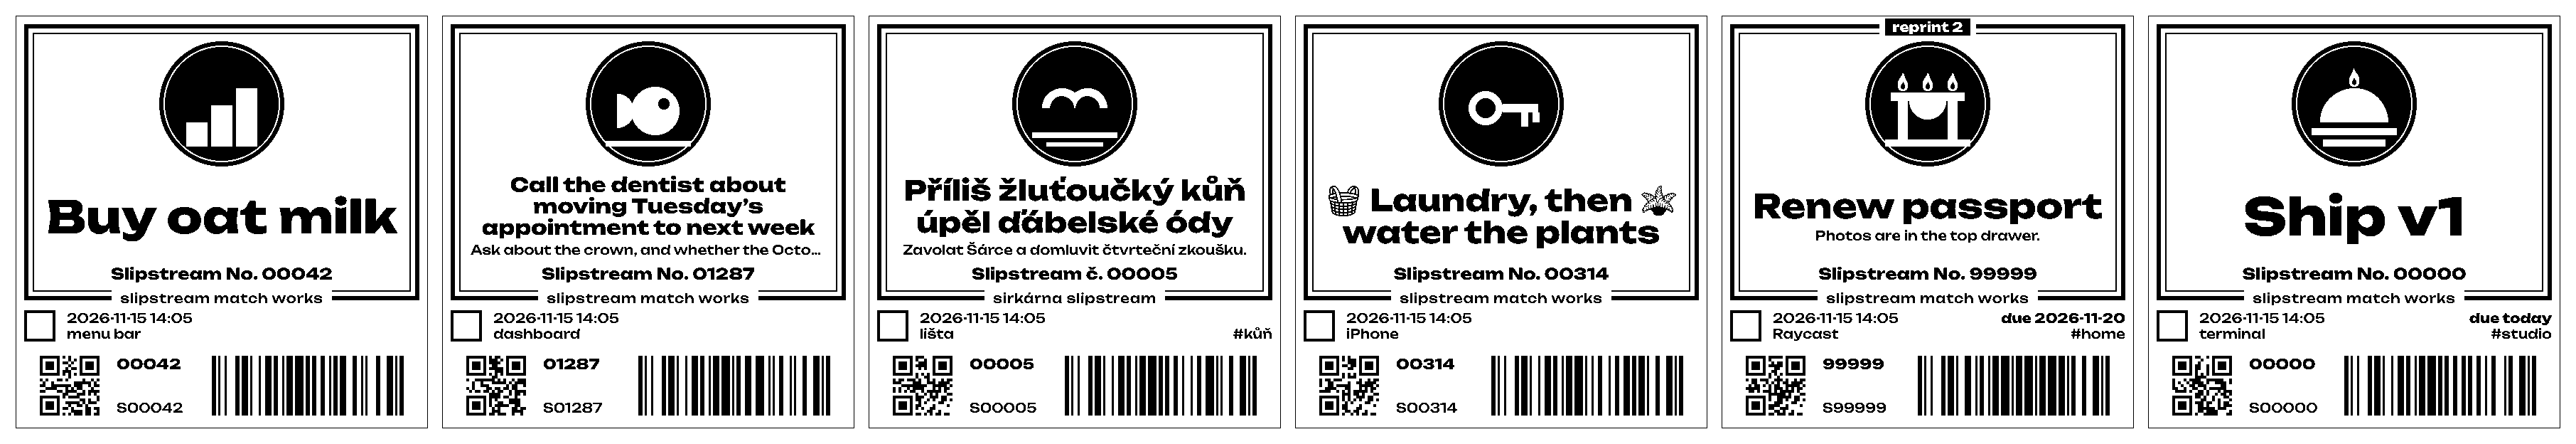 Buy oat milk
Slipstream No. 00042
slipstream match works
2026-11-15 14:05
menu bar
00042
S00042
Call the dentist about
moving Tuesday's
appointment to next week
Ask about the crown, and whether the Octo...
Slipstream No. 01287
slipstream match works
2026-11-15 14:05
dashboard
01287
S01287
Příliš žluťoučký kůň
úpěl ďábelské ódy
Zavolat Šárce a domluvit čtvrteční zkoušku.
Slipstream č. 00005
sirkárna slipstream
2026-11-15 14:05
lišta
#kůň
00005
S00005
Laundry, then
water the plants
Slipstream No. 00314
slipstream match works
2026-11-15 14:05
iPhone
00314
S00314
reprint 2
Renew passport
Photos are in the top drawer.
Slipstream No. 99999
slipstream match works
2026-11-15 14:05 due 2026-11-20
Raycast #home
99999
S99999
Ship v1
Slipstream No. 00000
slipstream match works
2026-11-15 14:05 due today
terminal #studio
00000
S00000